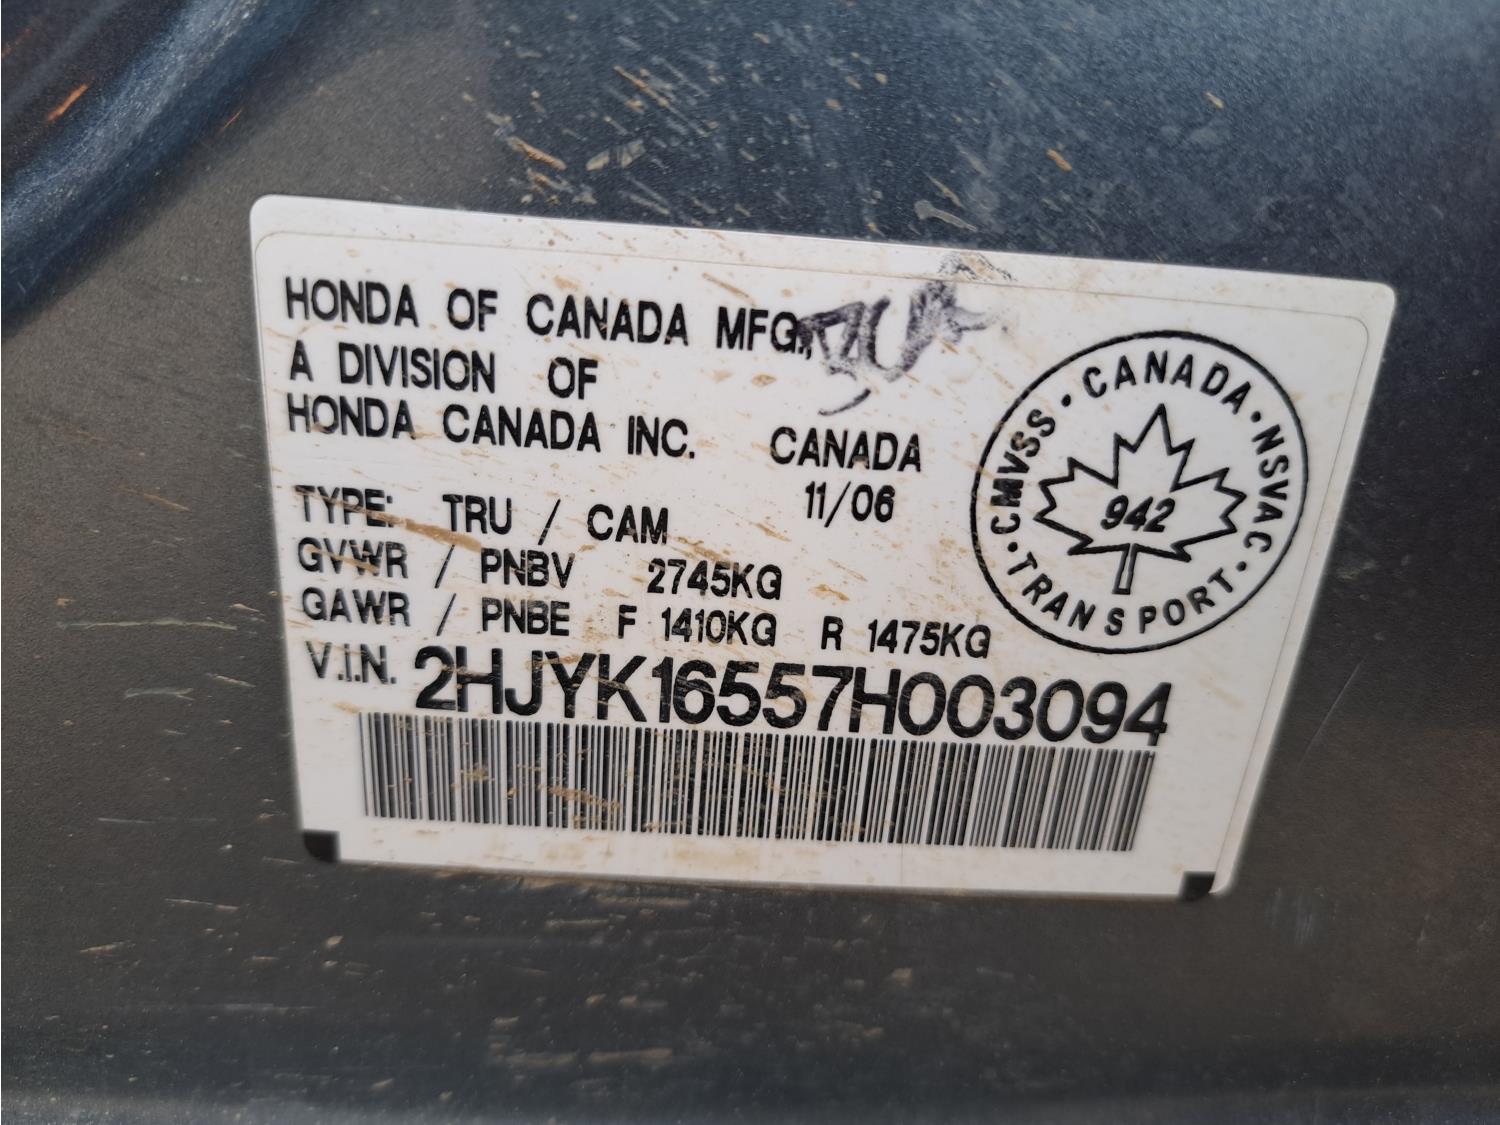 HONDA OF CANADA MFG.,
A DIVISION OF
HONDA CANADA INC. CANADA
11/06
TYPE: TRU / CAM
GVWR / PNBV 2745KG
GAWR / PNBE F 1410KG R 1475KG
V.I.N. 2HJYK16557H003094
CANADA · NSVAC · TRANSPORT · CMVSS ·
942